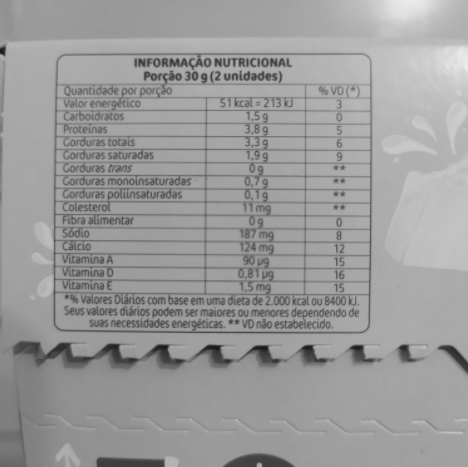 INFORMAÇÃO NUTRICIONAL
Porção 30 g (2 unidades)
Quantidade por porção % VD (*)
Valor energético 51 kcal = 213 kJ 3
Carboidratos 1,5 g 0
Proteínas 3,8 g 5
Gorduras totais 3,3 g 6
Gorduras saturadas 1,9 g 9
Gorduras trans 0 g **
Gorduras monoinsaturadas 0,7 g **
Gorduras poliinsaturadas 0,1 g **
Colesterol 11 mg **
Fibra alimentar 0 g 0
Sódio 187 mg 8
Cálcio 124 mg 12
Vitamina A 90 µg 15
Vitamina D 0,81 µg 16
Vitamina E 1,5 mg 15
*% Valores Diários com base em uma dieta de 2.000 kcal ou 8400 kJ.
Seus valores diários podem ser maiores ou menores dependendo de
suas necessidades energéticas. ** VD não estabelecido.